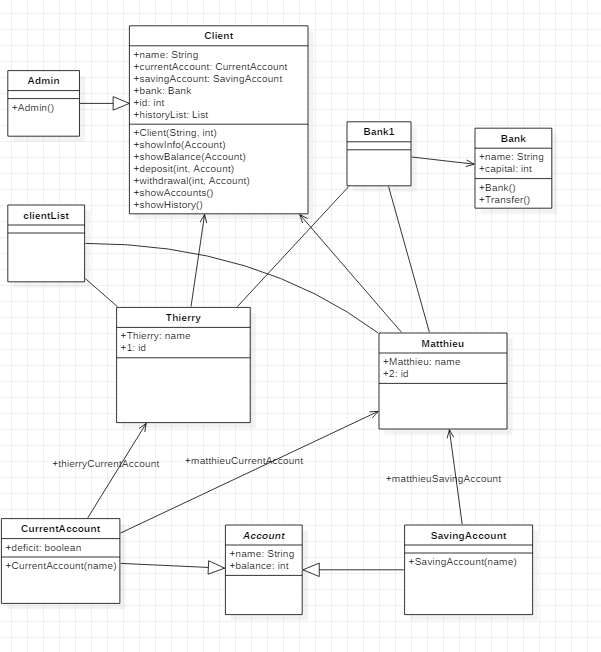 Client
+name: String
+currentAccount: CurrentAccount
+savingAccount: SavingAccount
+bank: Bank
+id: int
+historyList: List
+Client(String, int)
+showInfo(Account)
+showBalance(Account)
+deposit(int, Account)
+withdrawal(int, Account)
+showAccounts()
+showHistory()
Admin
+Admin()
Bank1
Bank
+name: String
+capital: int
+Bank()
+Transfer()
clientList
Thierry
+Thierry: name
+1: id
Matthieu
+Matthieu: name
+2: id
+thierryCurrentAccount
+matthieuCurrentAccount
+matthieuSavingAccount
CurrentAccount
+deficit: boolean
+CurrentAccount(name)
Account
+name: String
+balance: int
SavingAccount
+SavingAccount(name)